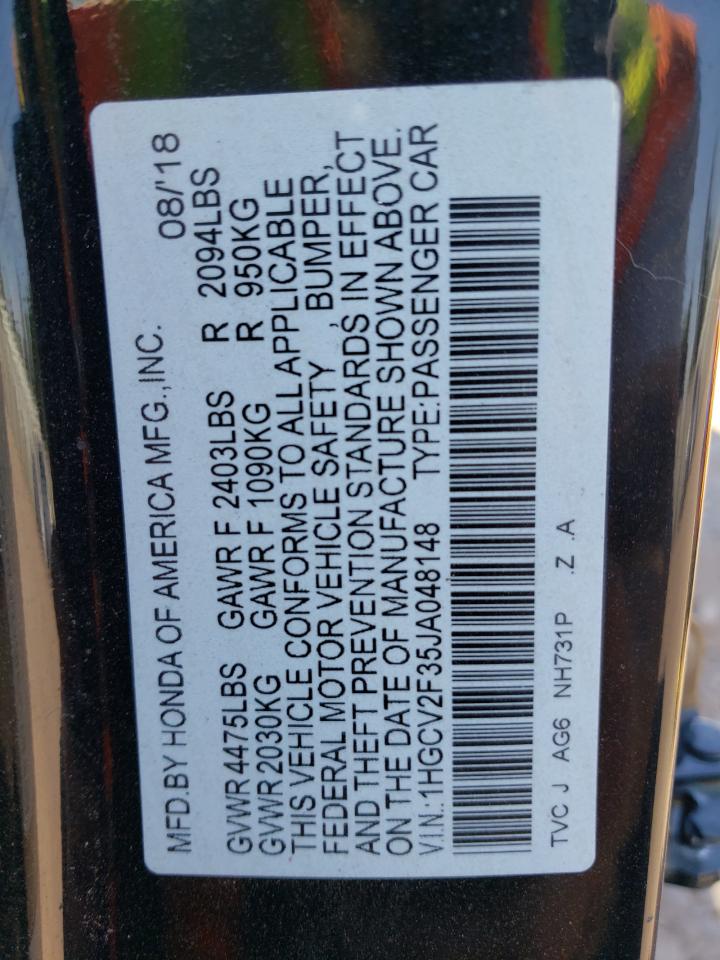 MFD.BY HONDA OF AMERICA MFG.,INC. 08/'18
GVWR 4475LBS GAWR F 2403LBS R 2094LBS
GVWR 2030KG GAWR F 1090KG R 950KG
THIS VEHICLE CONFORMS TO ALL APPLICABLE
FEDERAL MOTOR VEHICLE SAFETY , BUMPER,
AND THEFT PREVENTION STANDARDS IN EFFECT
ON THE DATE OF MANUFACTURE SHOWN ABOVE.
V.I.N.:1HGCV2F35JA048148 TYPE:PASSENGER CAR
TVC J AG6 NH731P .Z .A